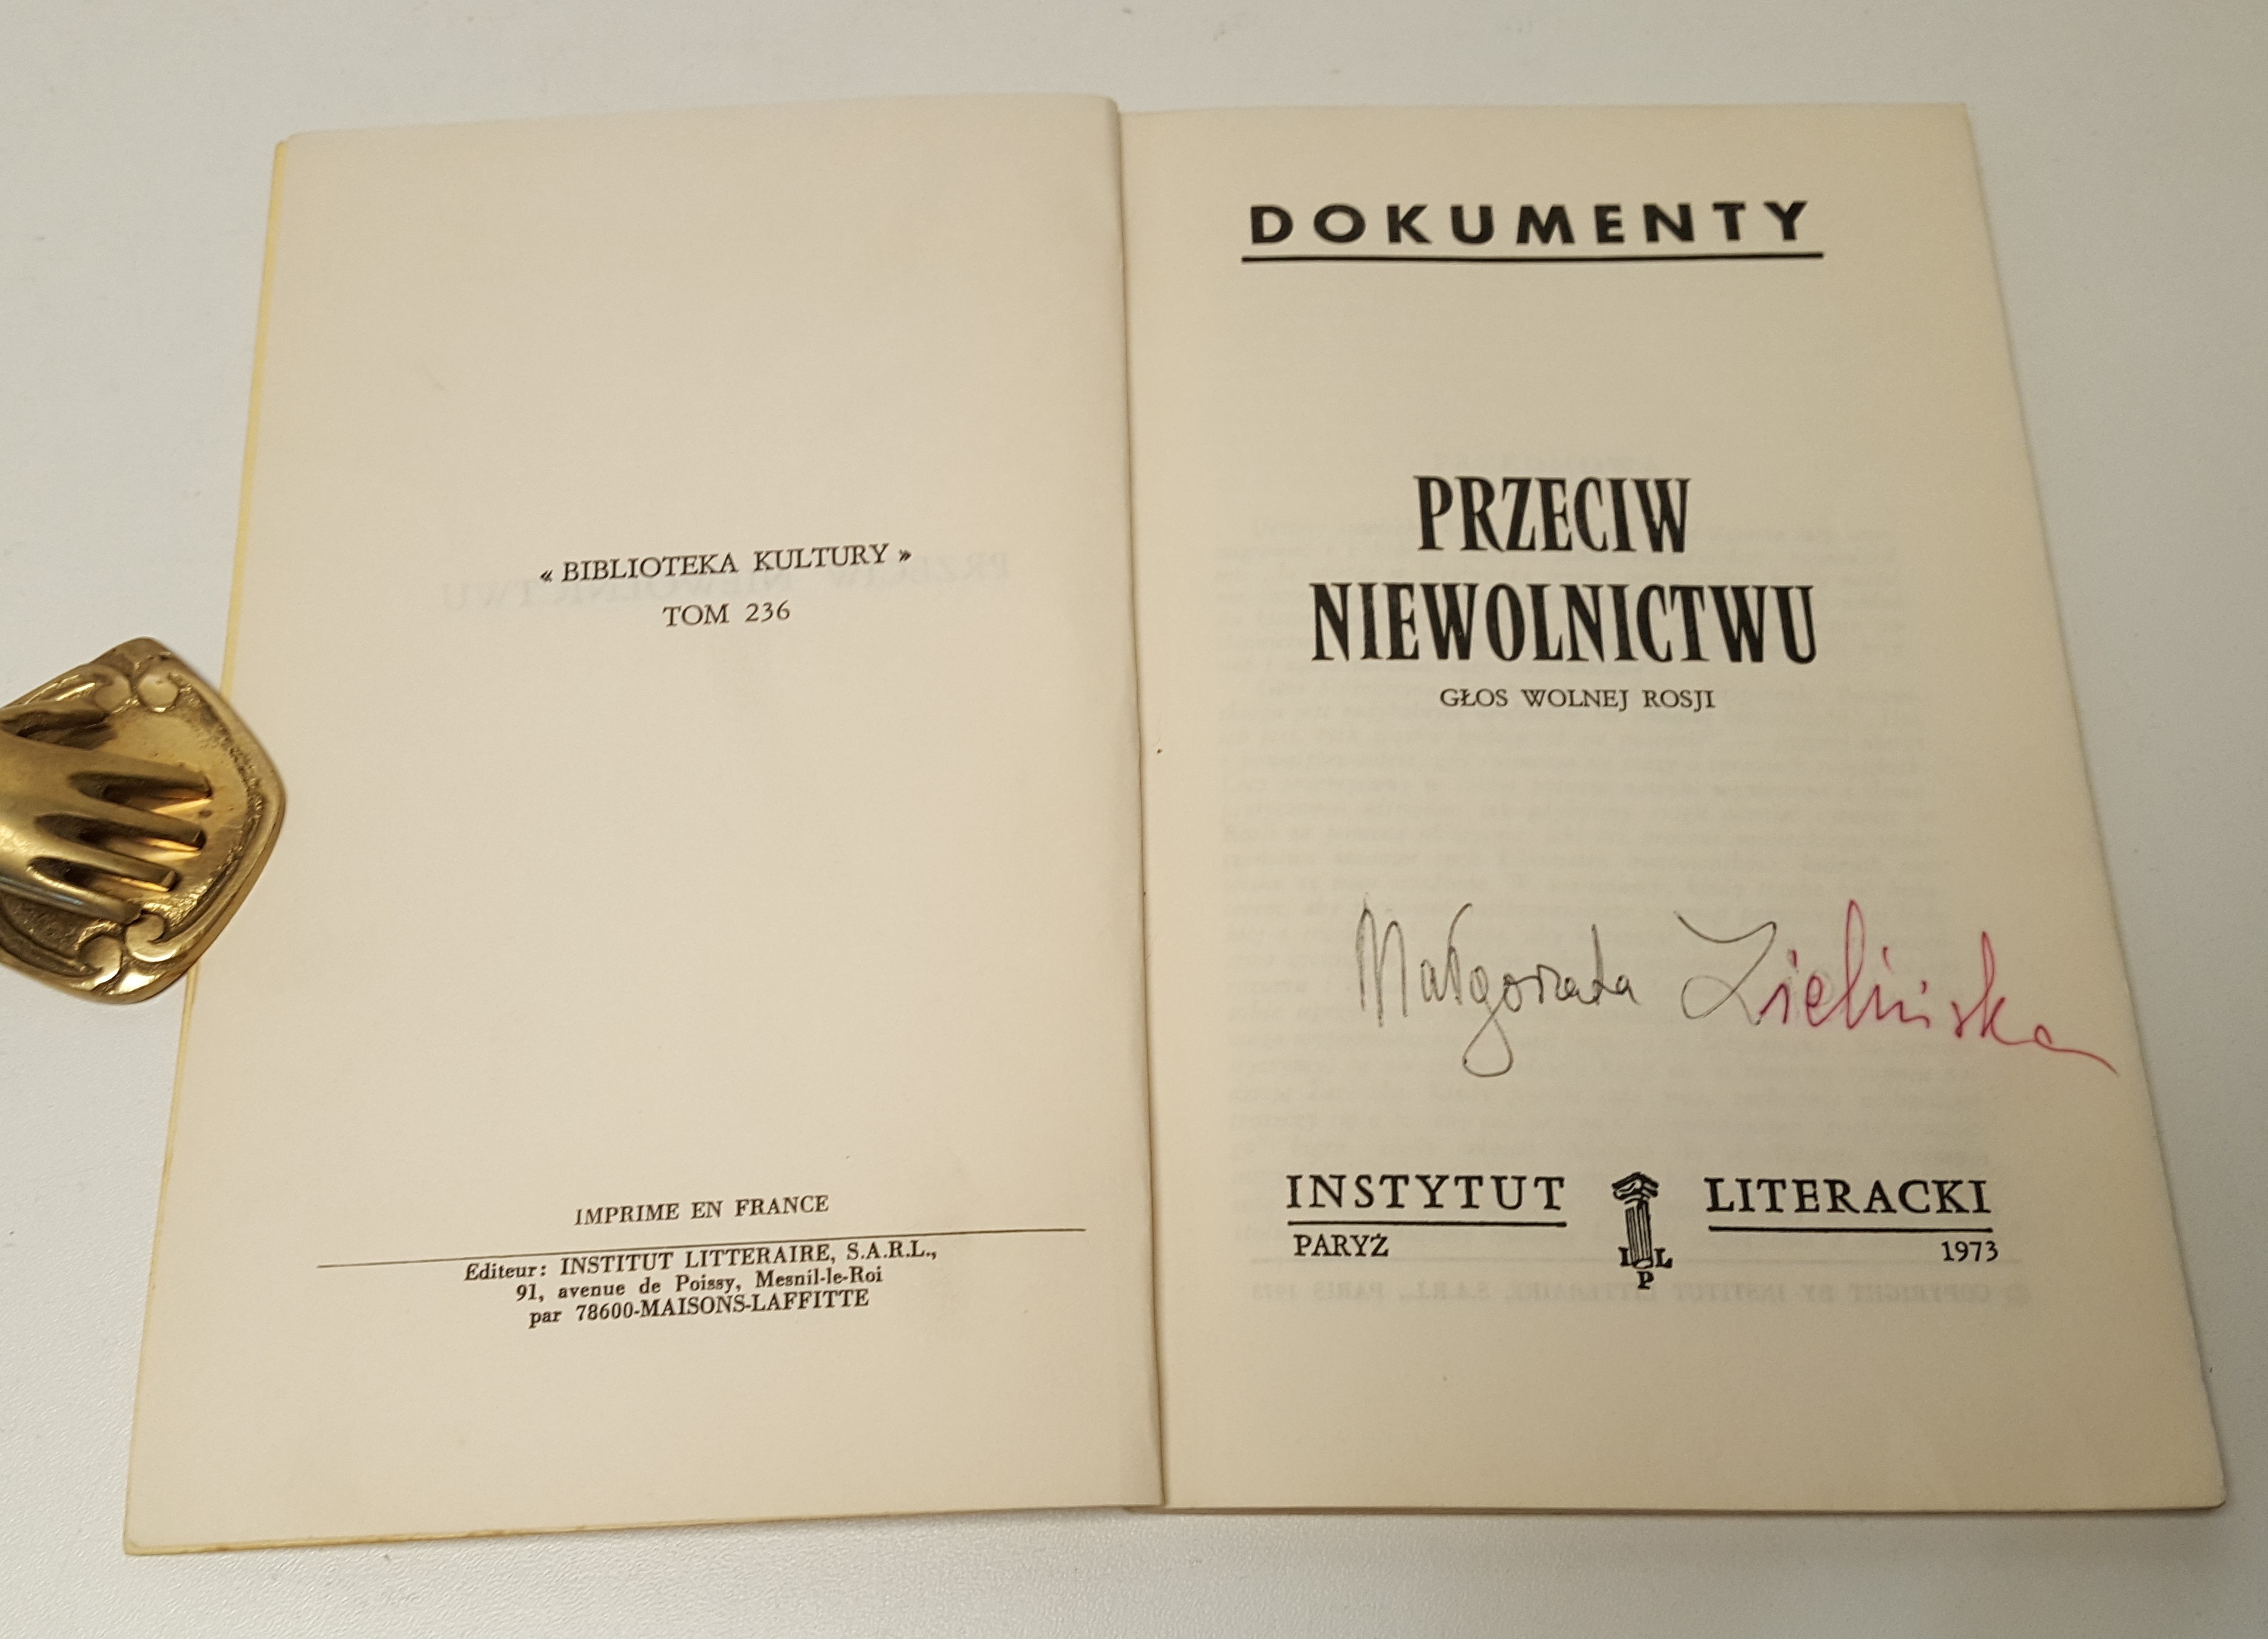 « BIBLIOTEKA KULTURY »
TOM 236
IMPRIME EN FRANCE
Editeur: INSTITUT LITTERAIRE, S.A.R.L.,
91, avenue de Poissy, Mesnil-le-Roi
par 78600-MAISONS-LAFFITTE
DOKUMENTY
PRZECIW
NIEWOLNICTWU
GŁOS WOLNEJ ROSJI
Małgorzata Zielińska
INSTYTUT LITERACKI
PARYŻ 1973
I L
P